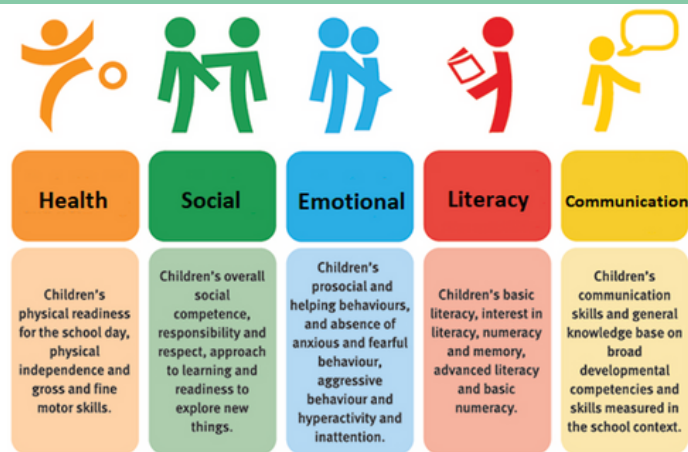 Health
Social
Emotional
Literacy
Communication
Children's
physical readiness
for the school day,
physical
independence and
gross and fine
motor skills.
Children's overall
social
competence,
responsibility and
respect, approach
to learning and
readiness to
explore new
things.
Children's
prosocial and
helping behaviours,
and absence of
anxious and fearful
behaviour,
aggressive
behaviour and
hyperactivity and
inattention.
Children's basic
literacy, interest in
literacy, numeracy
and memory,
advanced literacy
and basic
numeracy.
Children's
communication
skills and general
knowledge base on
broad
developmental
competencies and
skills measured in
the school context.